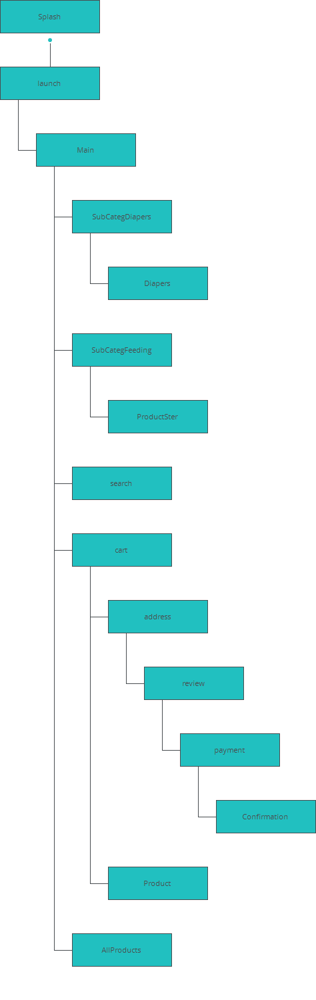 Splash
launch
Main
SubCategDiapers
Diapers
SubCategFeeding
ProductSter
search
cart
address
review
payment
Confirmation
Product
AllProducts